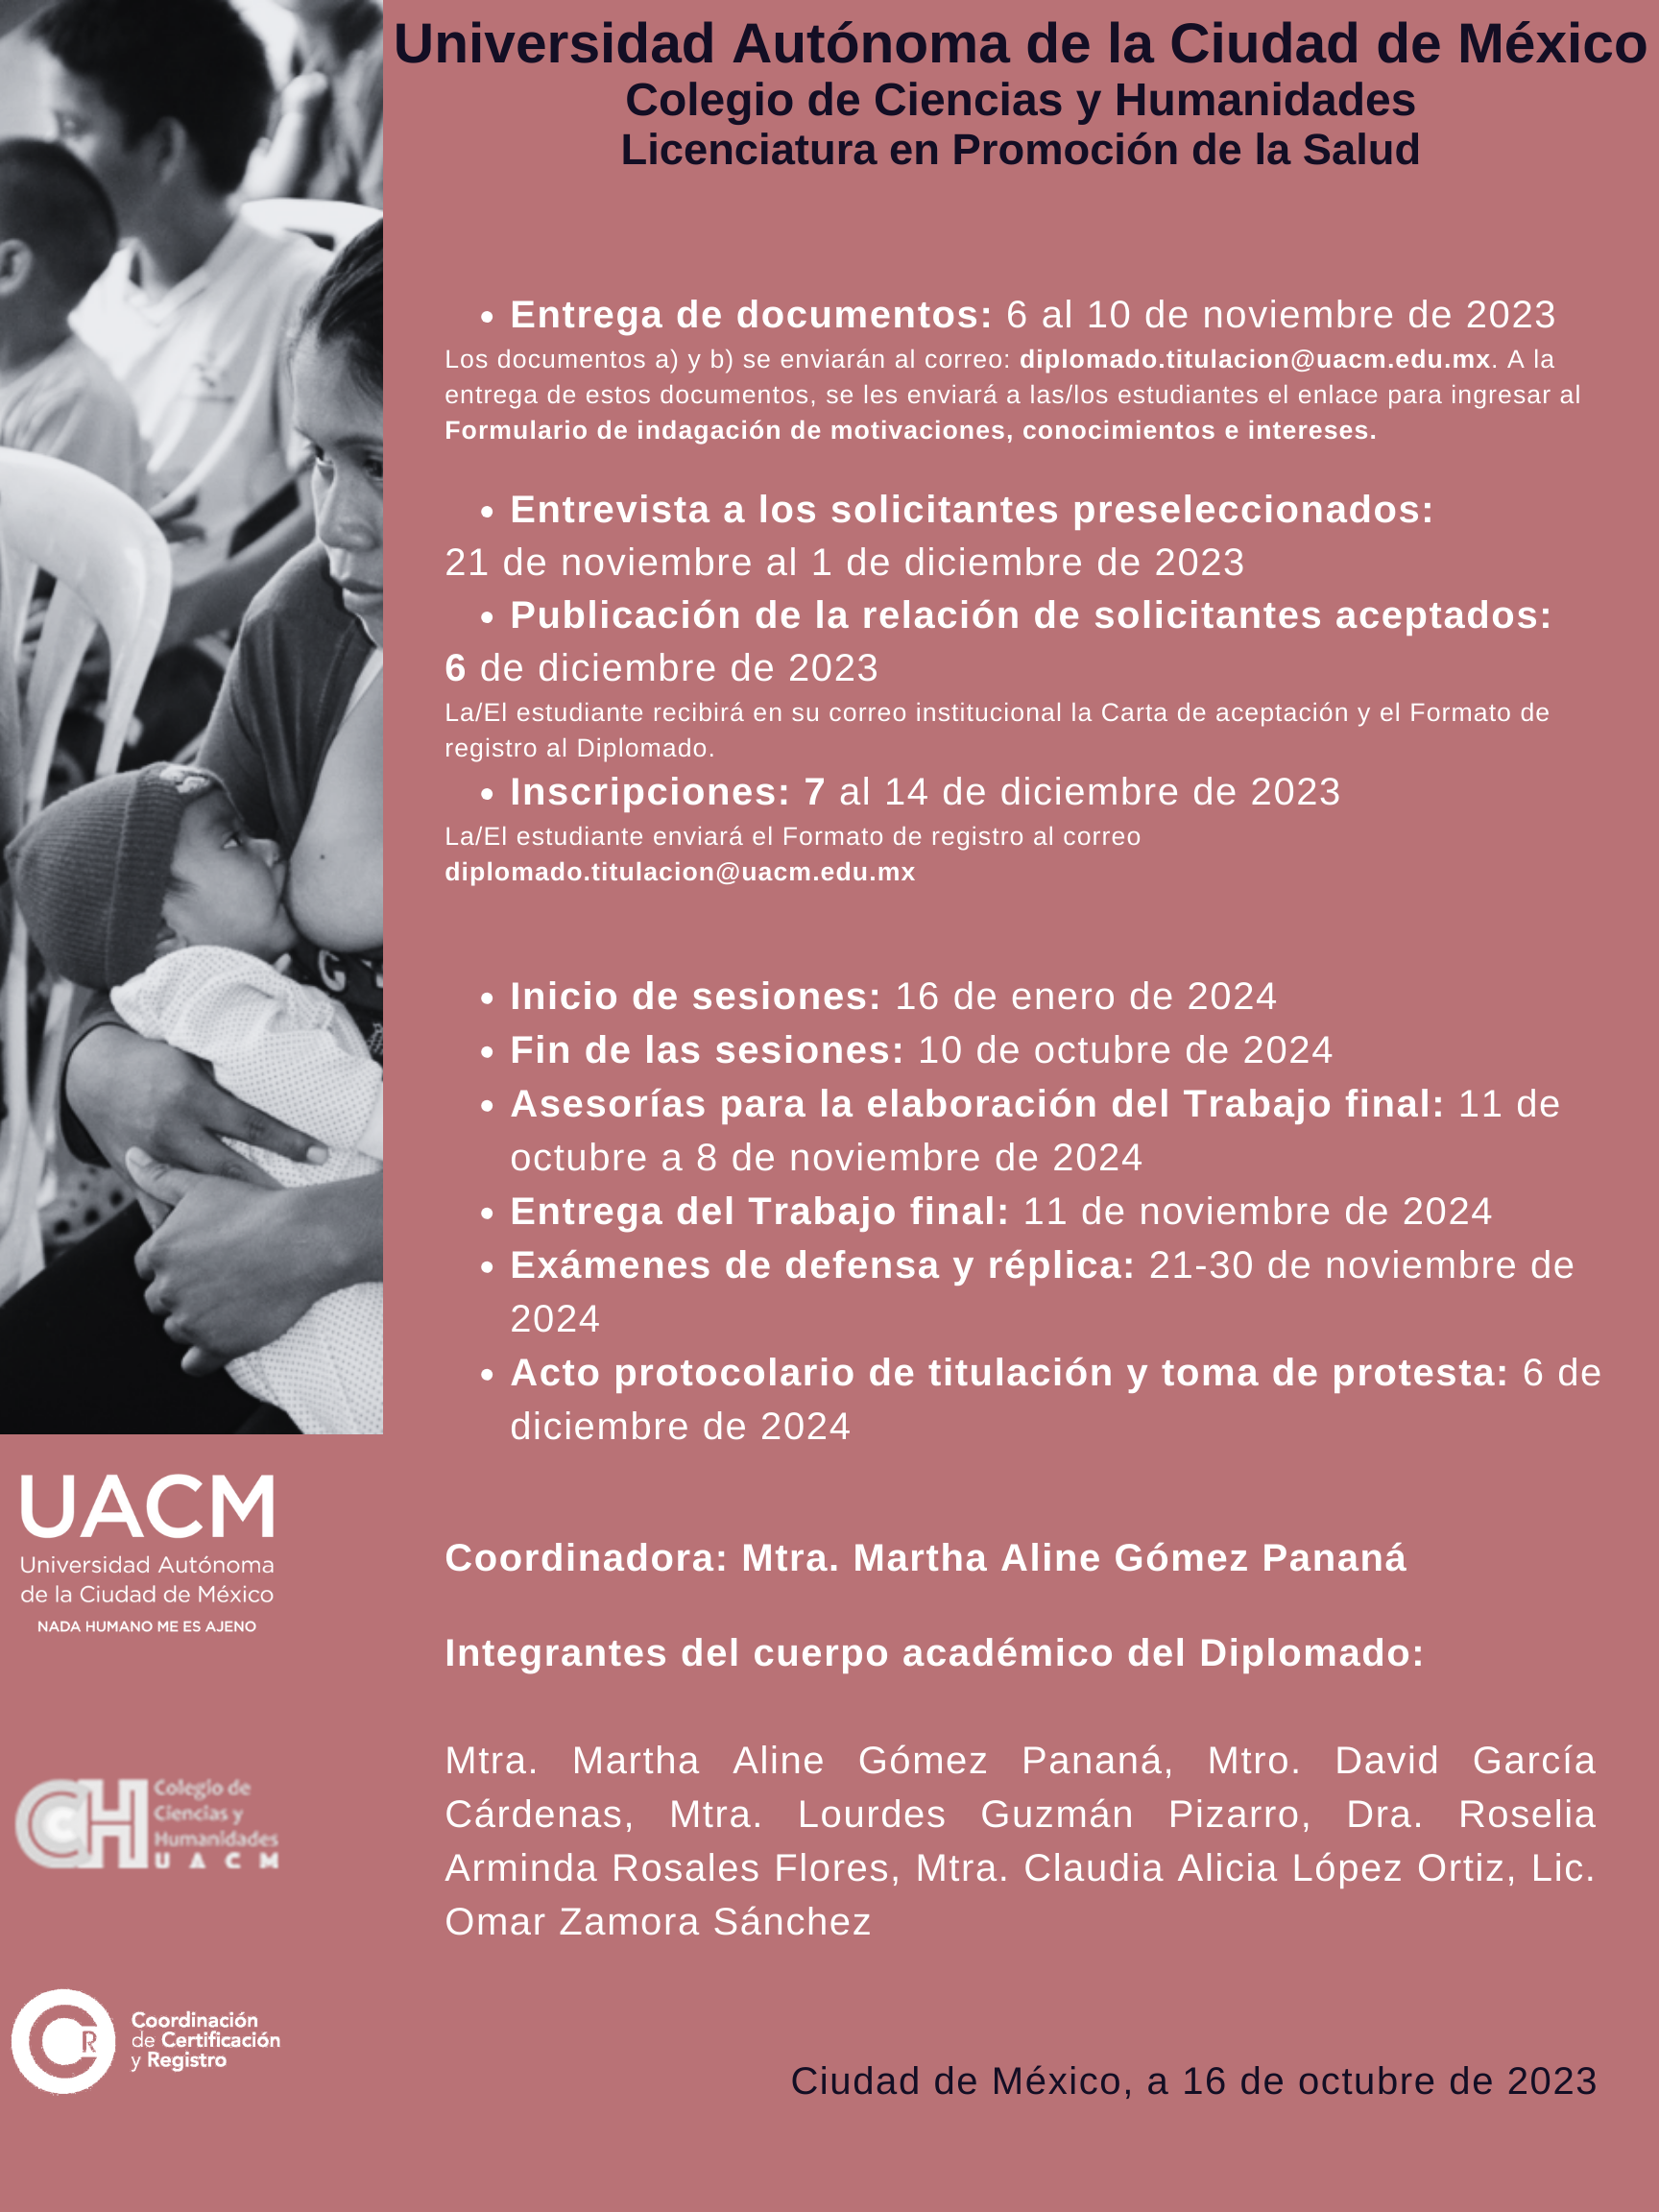 Universidad Autónoma de la Ciudad de México
Colegio de Ciencias y Humanidades
Licenciatura en Promoción de la Salud
• Entrega de documentos: 6 al 10 de noviembre de 2023
Los documentos a) y b) se enviarán al correo: diplomado.titulacion@uacm.edu.mx. A la
entrega de estos documentos, se les enviará a las/los estudiantes el enlace para ingresar al
Formulario de indagación de motivaciones, conocimientos e intereses.
• Entrevista a los solicitantes preseleccionados:
21 de noviembre al 1 de diciembre de 2023
• Publicación de la relación de solicitantes aceptados:
6 de diciembre de 2023
La/El estudiante recibirá en su correo institucional la Carta de aceptación y el Formato de
registro al Diplomado.
• Inscripciones: 7 al 14 de diciembre de 2023
La/El estudiante enviará el Formato de registro al correo
diplomado.titulacion@uacm.edu.mx
• Inicio de sesiones: 16 de enero de 2024
• Fin de las sesiones: 10 de octubre de 2024
• Asesorías para la elaboración del Trabajo final: 11 de
octubre a 8 de noviembre de 2024
• Entrega del Trabajo final: 11 de noviembre de 2024
• Exámenes de defensa y réplica: 21-30 de noviembre de
2024
• Acto protocolario de titulación y toma de protesta: 6 de
diciembre de 2024
Coordinadora: Mtra. Martha Aline Gómez Pananá
Integrantes del cuerpo académico del Diplomado:
Mtra. Martha Aline Gómez Pananá, Mtro. David García
Cárdenas, Mtra. Lourdes Guzmán Pizarro, Dra. Roselia
Arminda Rosales Flores, Mtra. Claudia Alicia López Ortiz, Lic.
Omar Zamora Sánchez
Ciudad de México, a 16 de octubre de 2023
UACM
Universidad Autónoma
de la Ciudad de México
NADA HUMANO ME ES AJENO
CCH
Colegio de
Ciencias y
Humanidades
UACM
CR
Coordinación
de Certificación
y Registro